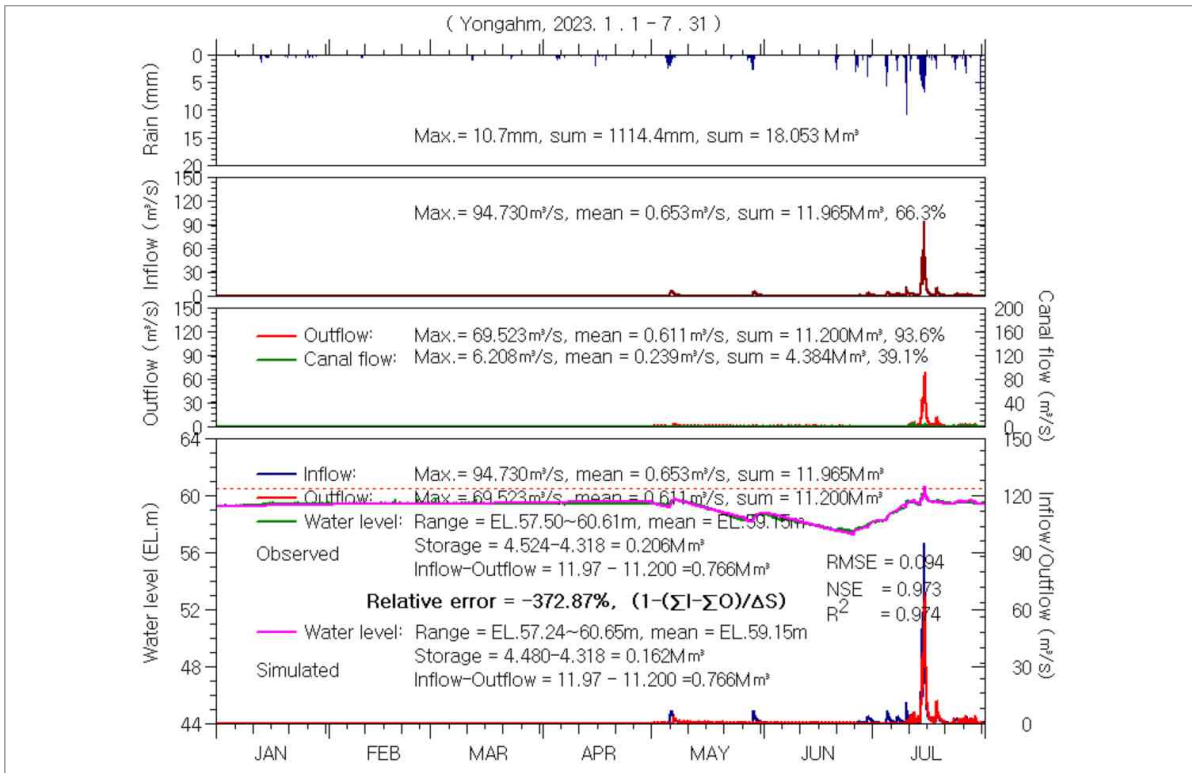 ( Yongahm, 2023. 1 . 1 - 7 . 31 )
Rain (mm)
0
5
10
15
20
Max.= 10.7mm, sum = 1114.4mm, sum = 18.053 Mm³
Inflow (m³/s)
150
120
90
60
30
0
Max.= 94.730m³/s, mean = 0.653m³/s, sum = 11.965Mm³, 66.3%
Outflow (m³/s)
150
120
90
60
30
0
Outflow: Max.= 69.523m³/s, mean = 0.611m³/s, sum = 11.200Mm³, 93.6%
Canal flow: Max.= 6.208m³/s, mean = 0.239m³/s, sum = 4.384Mm³, 39.1%
200
160
120
80
40
0
Canal flow (m³/s)
Water level (EL.m)
64
60
56
52
48
44
Inflow: Max.= 94.730m³/s, mean = 0.653m³/s, sum = 11.965Mm³
Outflow: Max.= 69.523m³/s, mean = 0.611m³/s, sum = 11.200Mm³
Water level: Range = EL.57.50~60.61m, mean = EL.59.15m
Observed
Storage = 4.524-4.318 = 0.206Mm³
Inflow-Outflow = 11.97 - 11.200 =0.766Mm³
RMSE = 0.094
NSE = 0.973
R² = 0.974
Relative error = -372.87%, (1-(∑I-∑O)/ΔS)
Water level: Range = EL.57.24~60.65m, mean = EL.59.15m
Simulated
Storage = 4.480-4.318 = 0.162Mm³
Inflow-Outflow = 11.97 - 11.200 =0.766Mm³
150
120
90
60
30
0
Inflow/Outflow (m³/s)
JAN FEB MAR APR MAY JUN JUL